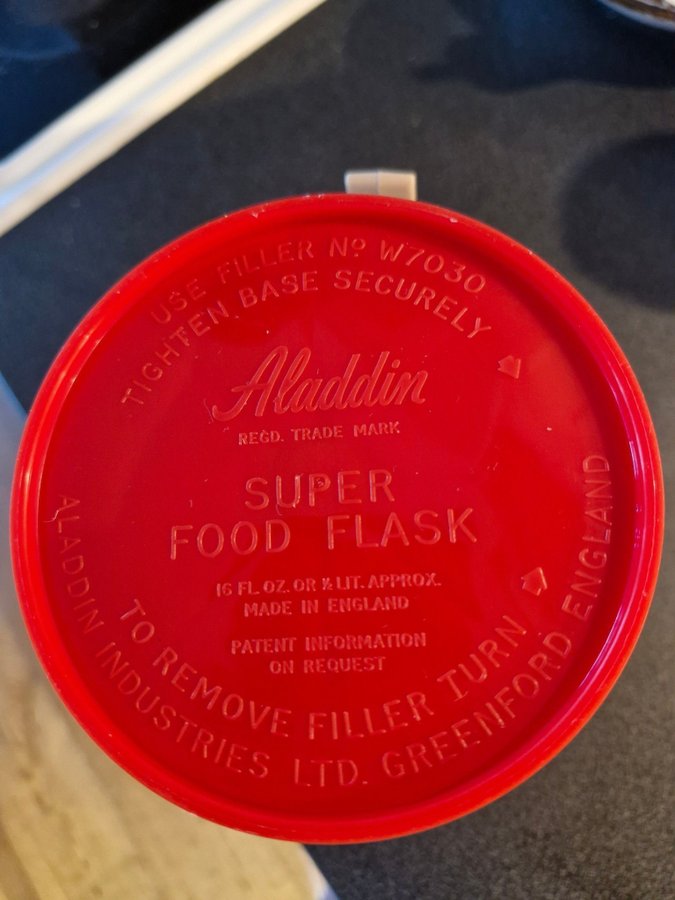 USE FILLER Nº W7030
TIGHTEN BASE SECURELY
Aladdin
REGD. TRADE MARK
SUPER
FOOD FLASK
16 FL. OZ. OR ½ LIT. APPROX.
MADE IN ENGLAND
PATENT INFORMATION
ON REQUEST
TO REMOVE FILLER TURN
ALADDIN INDUSTRIES LTD. GREENFORD ENGLAND